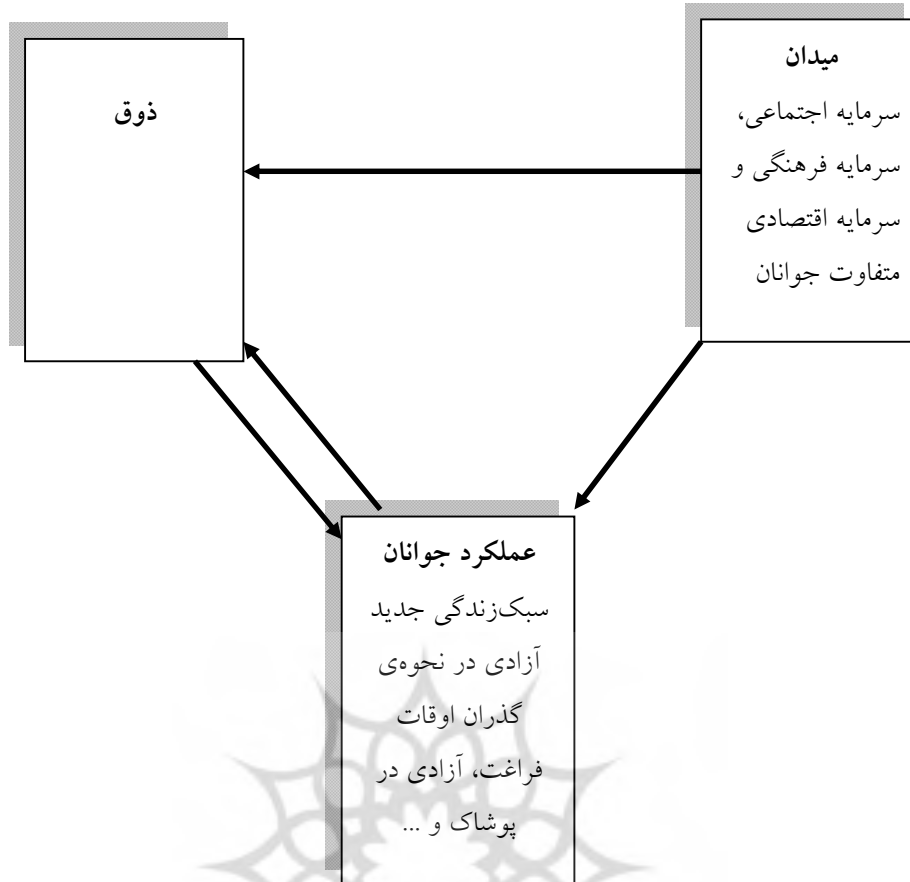 میدان
سرمایه اجتماعی،
سرمایه فرهنگی و
سرمایه اقتصادی
متفاوت جوانان
ذوق
عملکرد جوانان
سبک‌زندگی جدید
آزادی در نحوه‌ی
گذران اوقات
فراغت، آزادی در
پوشاک و ...